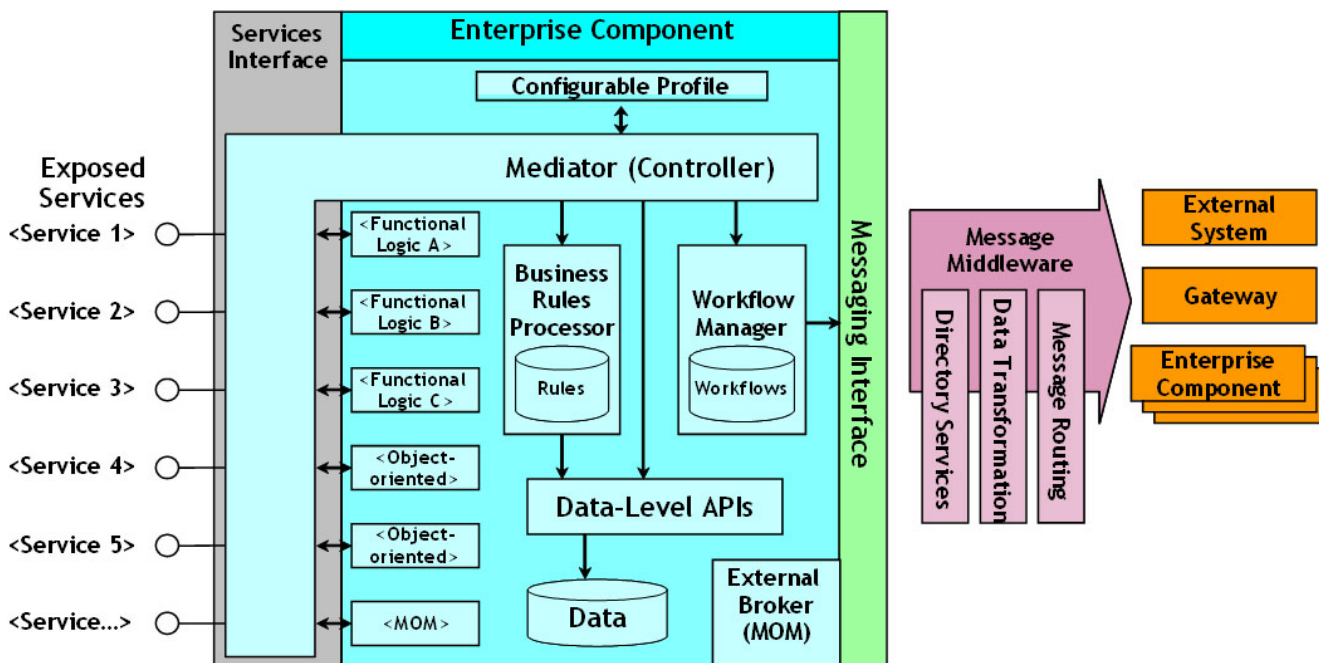 Services
Interface
Enterprise Component
Configurable Profile
Mediator (Controller)
Exposed
Services
<Service 1>
<Service 2>
<Service 3>
<Service 4>
<Service 5>
<Service...>
<Functional
Logic A>
<Functional
Logic B>
<Functional
Logic C>
<Object-
oriented>
<Object-
oriented>
<MOM>
Business
Rules
Processor
Rules
Workflow
Manager
Workflows
Data-Level APIs
Data
External
Broker
(MOM)
Messaging Interface
Message
Middleware
Directory Services
Data Transformation
Message Routing
External
System
Gateway
Enterprise
Component